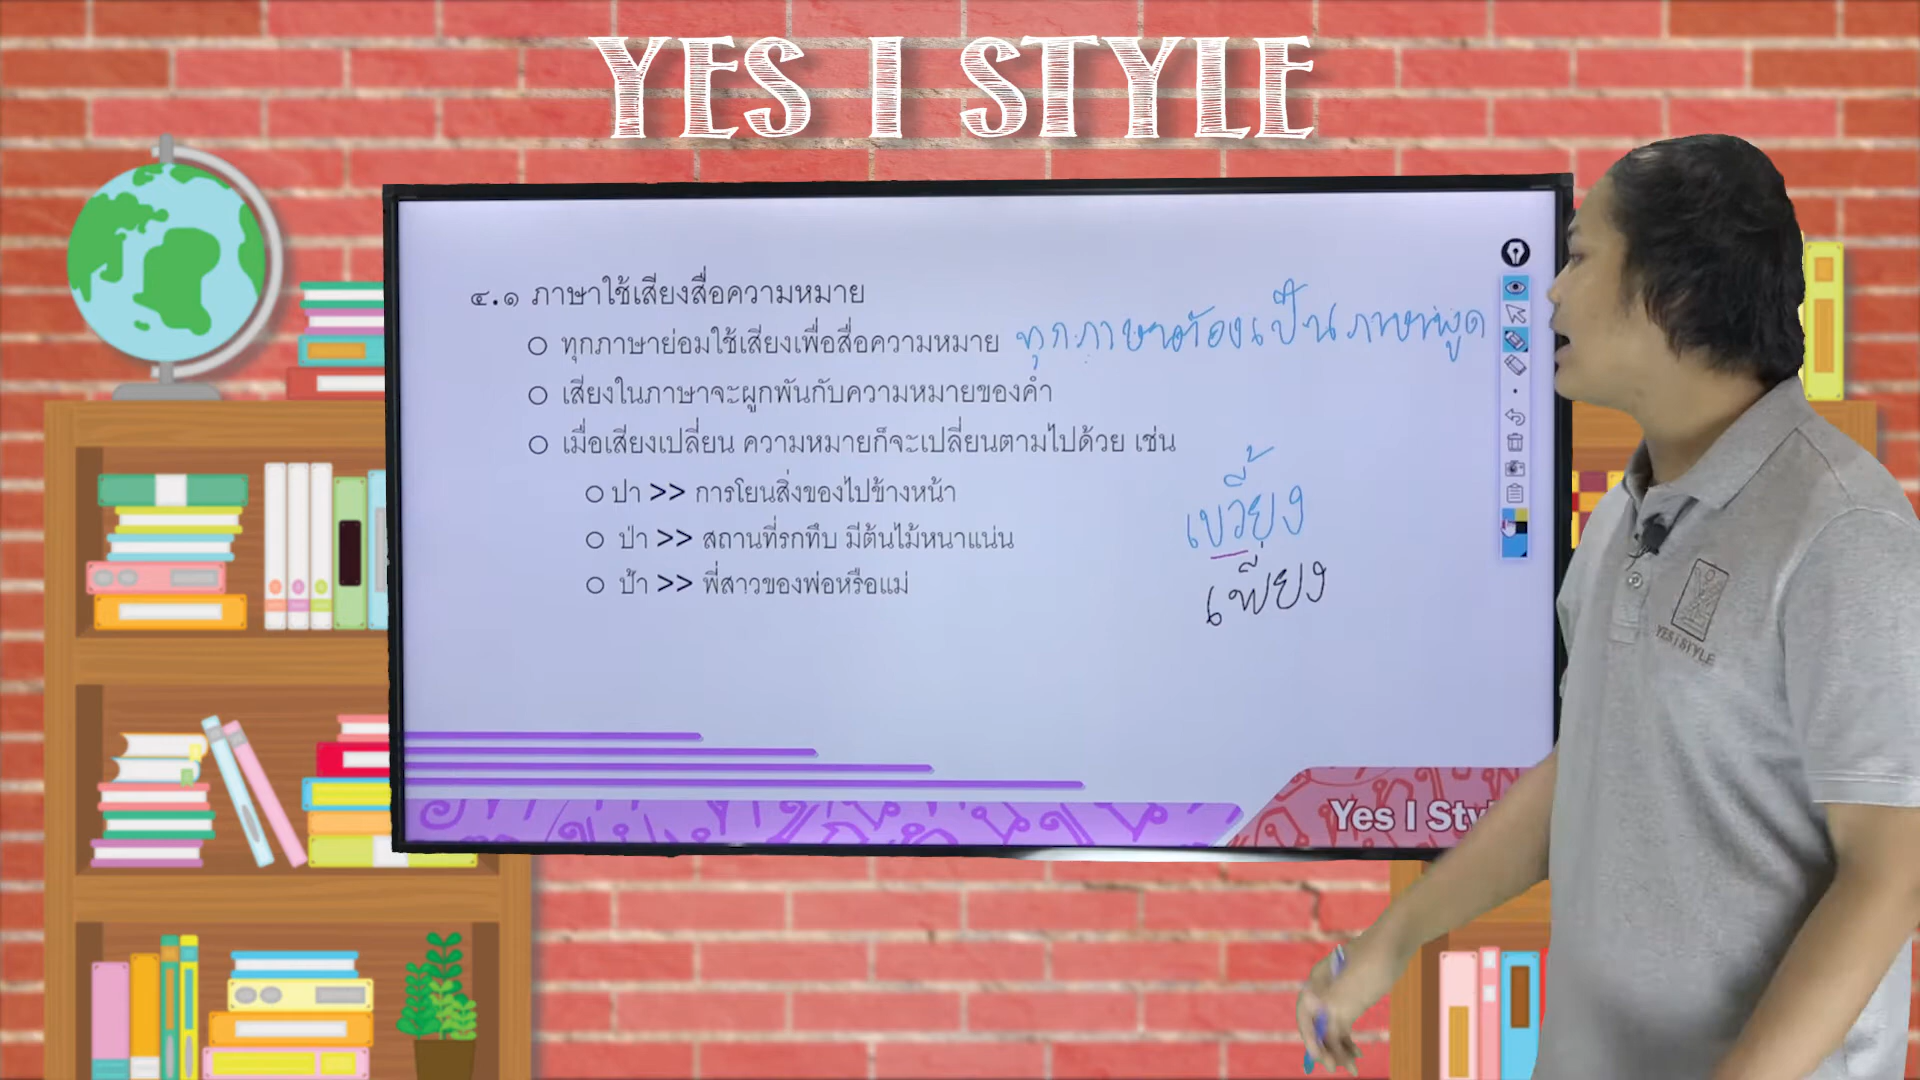 YES I STYLE
๔.๑ ภาษาใช้เสียงสื่อความหมาย
ทุกภาษาย่อมใช้เสียงเพื่อสื่อความหมาย ทุกภาษาต้องเป็นภาษาพูด
เสียงในภาษาจะผูกพันกับความหมายของคำ
เมื่อเสียงเปลี่ยน ความหมายก็จะเปลี่ยนตามไปด้วย เช่น
ปา >> การโยนสิ่งของไปข้างหน้า
ป่า >> สถานที่รกทึบ มีต้นไม้หนาแน่น
ป้า >> พี่สาวของพ่อหรือแม่
เขวี้ยง
เฟี่ยง
Yes I Sty
YES I STYLE